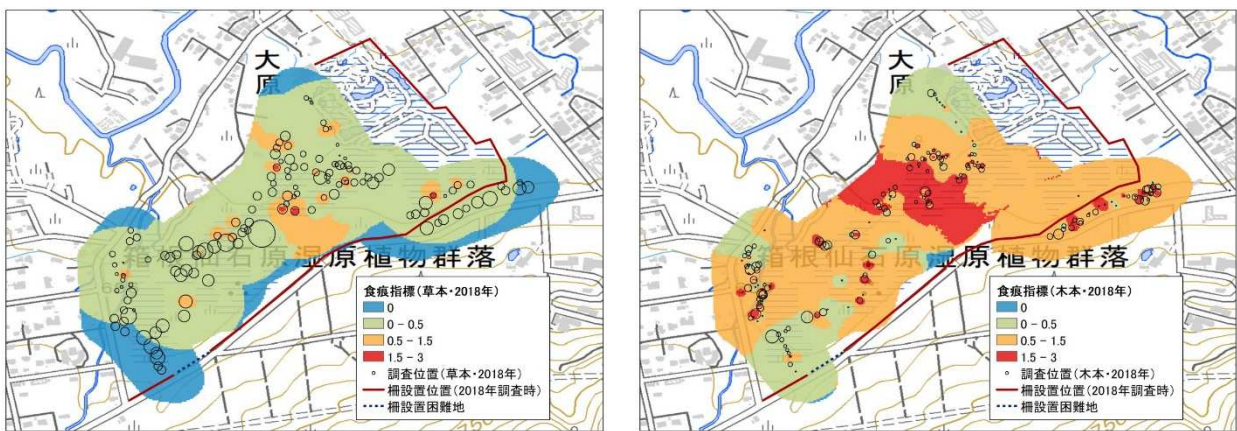 大原
箱根仙石原湿原植物群落
食痕指標(草本・2018年)
0
0 - 0.5
0.5 - 1.5
1.5 - 3
調査位置(草本・2018年)
柵設置位置(2018年調査時)
柵設置困難地
大原
箱根仙石原湿原植物群落
食痕指標(木本・2018年)
0
0 - 0.5
0.5 - 1.5
1.5 - 3
調査位置(木本・2018年)
柵設置位置(2018年調査時)
柵設置困難地